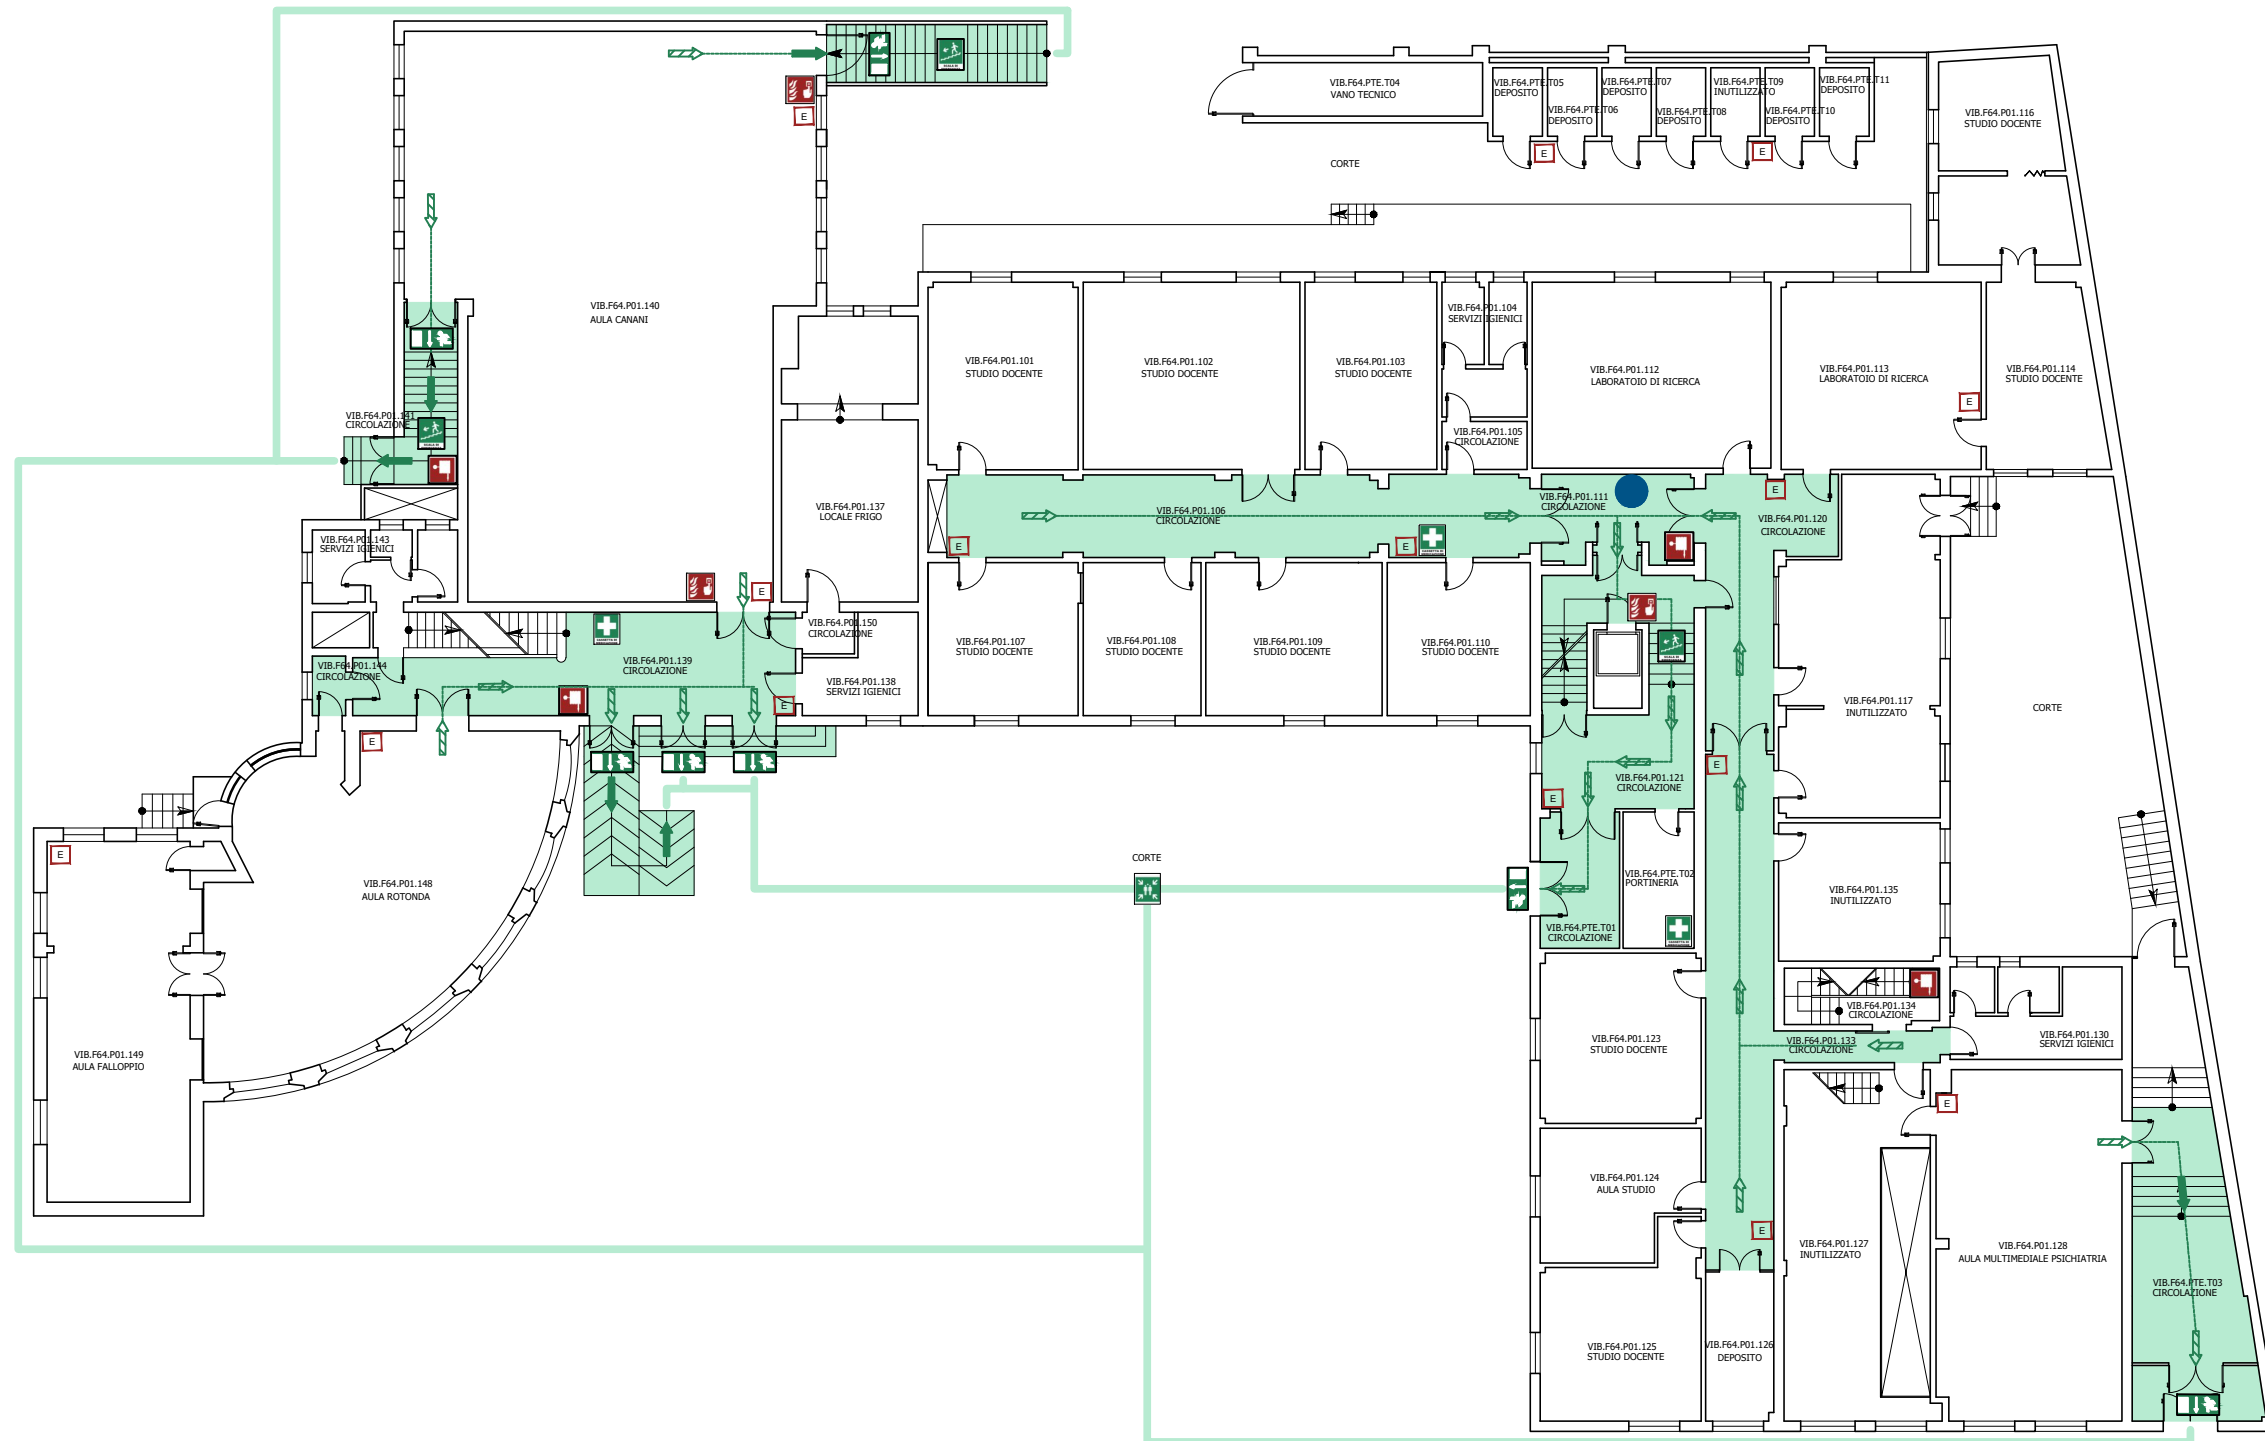 VIB.F64.PTE.T04
VANO TECNICO
VIB.F64.PTE.T05
DEPOSITO
VIB.F64.PTE.T06
DEPOSITO
VIB.F64.PTE.T07
DEPOSITO
VIB.F64.PTE.T08
DEPOSITO
VIB.F64.PTE.T09
INUTILIZZATO
VIB.F64.PTE.T10
DEPOSITO
VIB.F64.PTE.T11
DEPOSITO
VIB.F64.P01.116
STUDIO DOCENTE
E
E
E
CORTE
VIB.F64.P01.140
AULA CANANI
VIB.F64.P01.104
SERVIZI IGIENICI
VIB.F64.P01.101
STUDIO DOCENTE
VIB.F64.P01.102
STUDIO DOCENTE
VIB.F64.P01.103
STUDIO DOCENTE
VIB.F64.P01.112
LABORATOIO DI RICERCA
VIB.F64.P01.113
LABORATOIO DI RICERCA
VIB.F64.P01.114
STUDIO DOCENTE
E
VIB.F64.P01.141
CIRCOLAZIONE
VIB.F64.P01.105
CIRCOLAZIONE
E
VIB.F64.P01.137
LOCALE FRIGO
VIB.F64.P01.106
CIRCOLAZIONE
VIB.F64.P01.111
CIRCOLAZIONE
VIB.F64.P01.120
CIRCOLAZIONE
E
E
VIB.F64.P01.143
SERVIZI IGIENICI
E
VIB.F64.P01.150
CIRCOLAZIONE
VIB.F64.P01.107
STUDIO DOCENTE
VIB.F64.P01.108
STUDIO DOCENTE
VIB.F64.P01.109
STUDIO DOCENTE
VIB.F64.P01.110
STUDIO DOCENTE
VIB.F64.P01.144
CIRCOLAZIONE
VIB.F64.P01.139
CIRCOLAZIONE
VIB.F64.P01.138
SERVIZI IGIENICI
E
E
VIB.F64.P01.117
INUTILIZZATO
CORTE
E
VIB.F64.P01.121
CIRCOLAZIONE
E
E
CORTE
VIB.F64.P01.148
AULA ROTONDA
VIB.F64.PTE.T02
PORTINERIA
VIB.F64.P01.135
INUTILIZZATO
VIB.F64.PTE.T01
CIRCOLAZIONE
VIB.F64.P01.134
CIRCOLAZIONE
VIB.F64.P01.149
AULA FALLOPPIO
VIB.F64.P01.123
STUDIO DOCENTE
VIB.F64.P01.133
CIRCOLAZIONE
VIB.F64.P01.130
SERVIZI IGIENICI
E
VIB.F64.P01.124
AULA STUDIO
E
VIB.F64.P01.127
INUTILIZZATO
VIB.F64.P01.128
AULA MULTIMEDIALE PSICHIATRIA
VIB.F64.PTE.T03
CIRCOLAZIONE
VIB.F64.P01.125
STUDIO DOCENTE
VIB.F64.P01.126
DEPOSITO